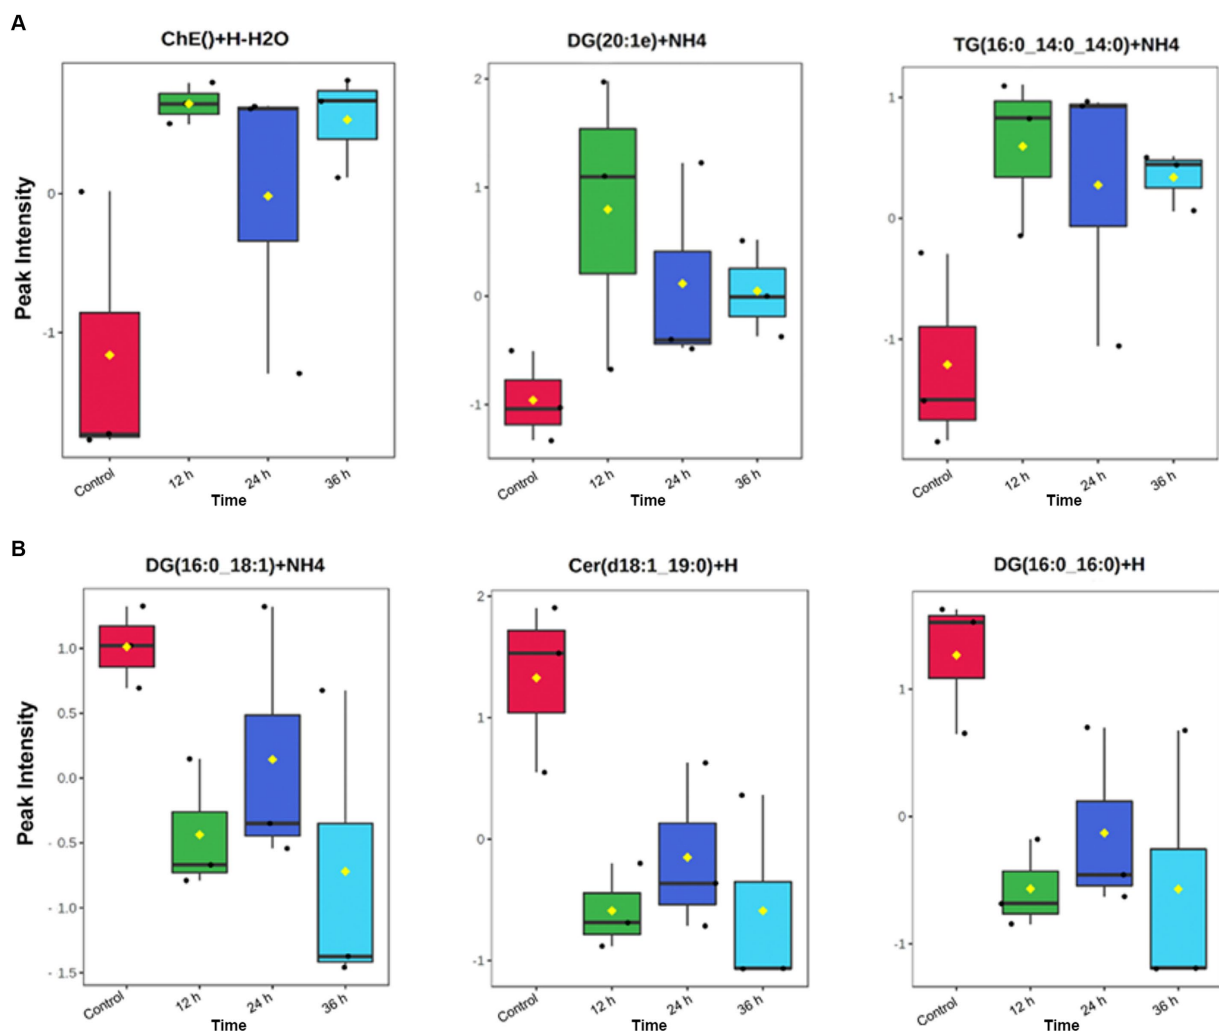 A
ChE()+H-H2O
DG(20:1e)+NH4
TG(16:0_14:0_14:0)+NH4
Peak Intensity
0
-1
2
1
0
-1
1
0
-1
Control
12 h
24 h
36 h
Control
12 h
24 h
36 h
Control
12 h
24 h
36 h
Time
Time
Time
B
DG(16:0_18:1)+NH4
Cer(d18:1_19:0)+H
DG(16:0_16:0)+H
Peak Intensity
1.0
0.5
0.0
- 0.5
- 1.0
- 1.5
2
1
0
-1
1
0
-1
Control
12 h
24 h
36 h
Control
12 h
24 h
36 h
Control
12 h
24 h
36 h
Time
Time
Time